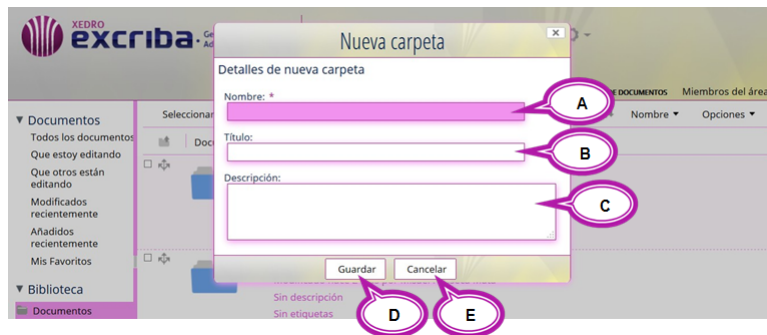 XEDRO
excriba
Nueva carpeta
x
Detalles de nueva carpeta
Nombre: *
A
DE DOCUMENTOS Miembros del área
▼ Documentos
Seleccionar
Nombre ▼ Opciones ▼
Todos los documentos
Título:
Que estoy editando
B
Que otros están
editando
Descripción:
Modificados
recientemente
C
Añadidos
recientemente
Mis Favoritos
Guardar Cancelar
▼ Biblioteca
Sin descripción
Documentos
Sin etiquetas
D
E